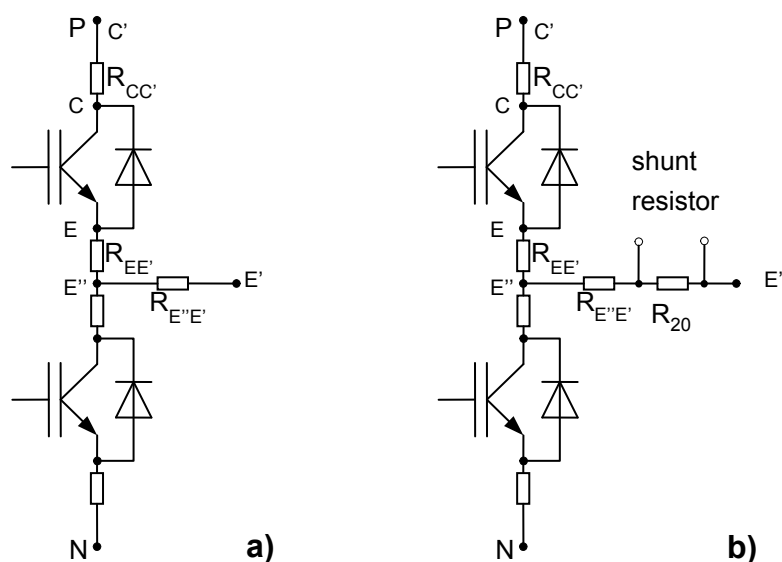 P C'
R_CC'
C
E
R_EE'
E'' E'
R_E''E'
N
a)
P C'
R_CC'
C
shunt
resistor
E
R_EE'
E'' E'
R_E''E' R_20
N
b)